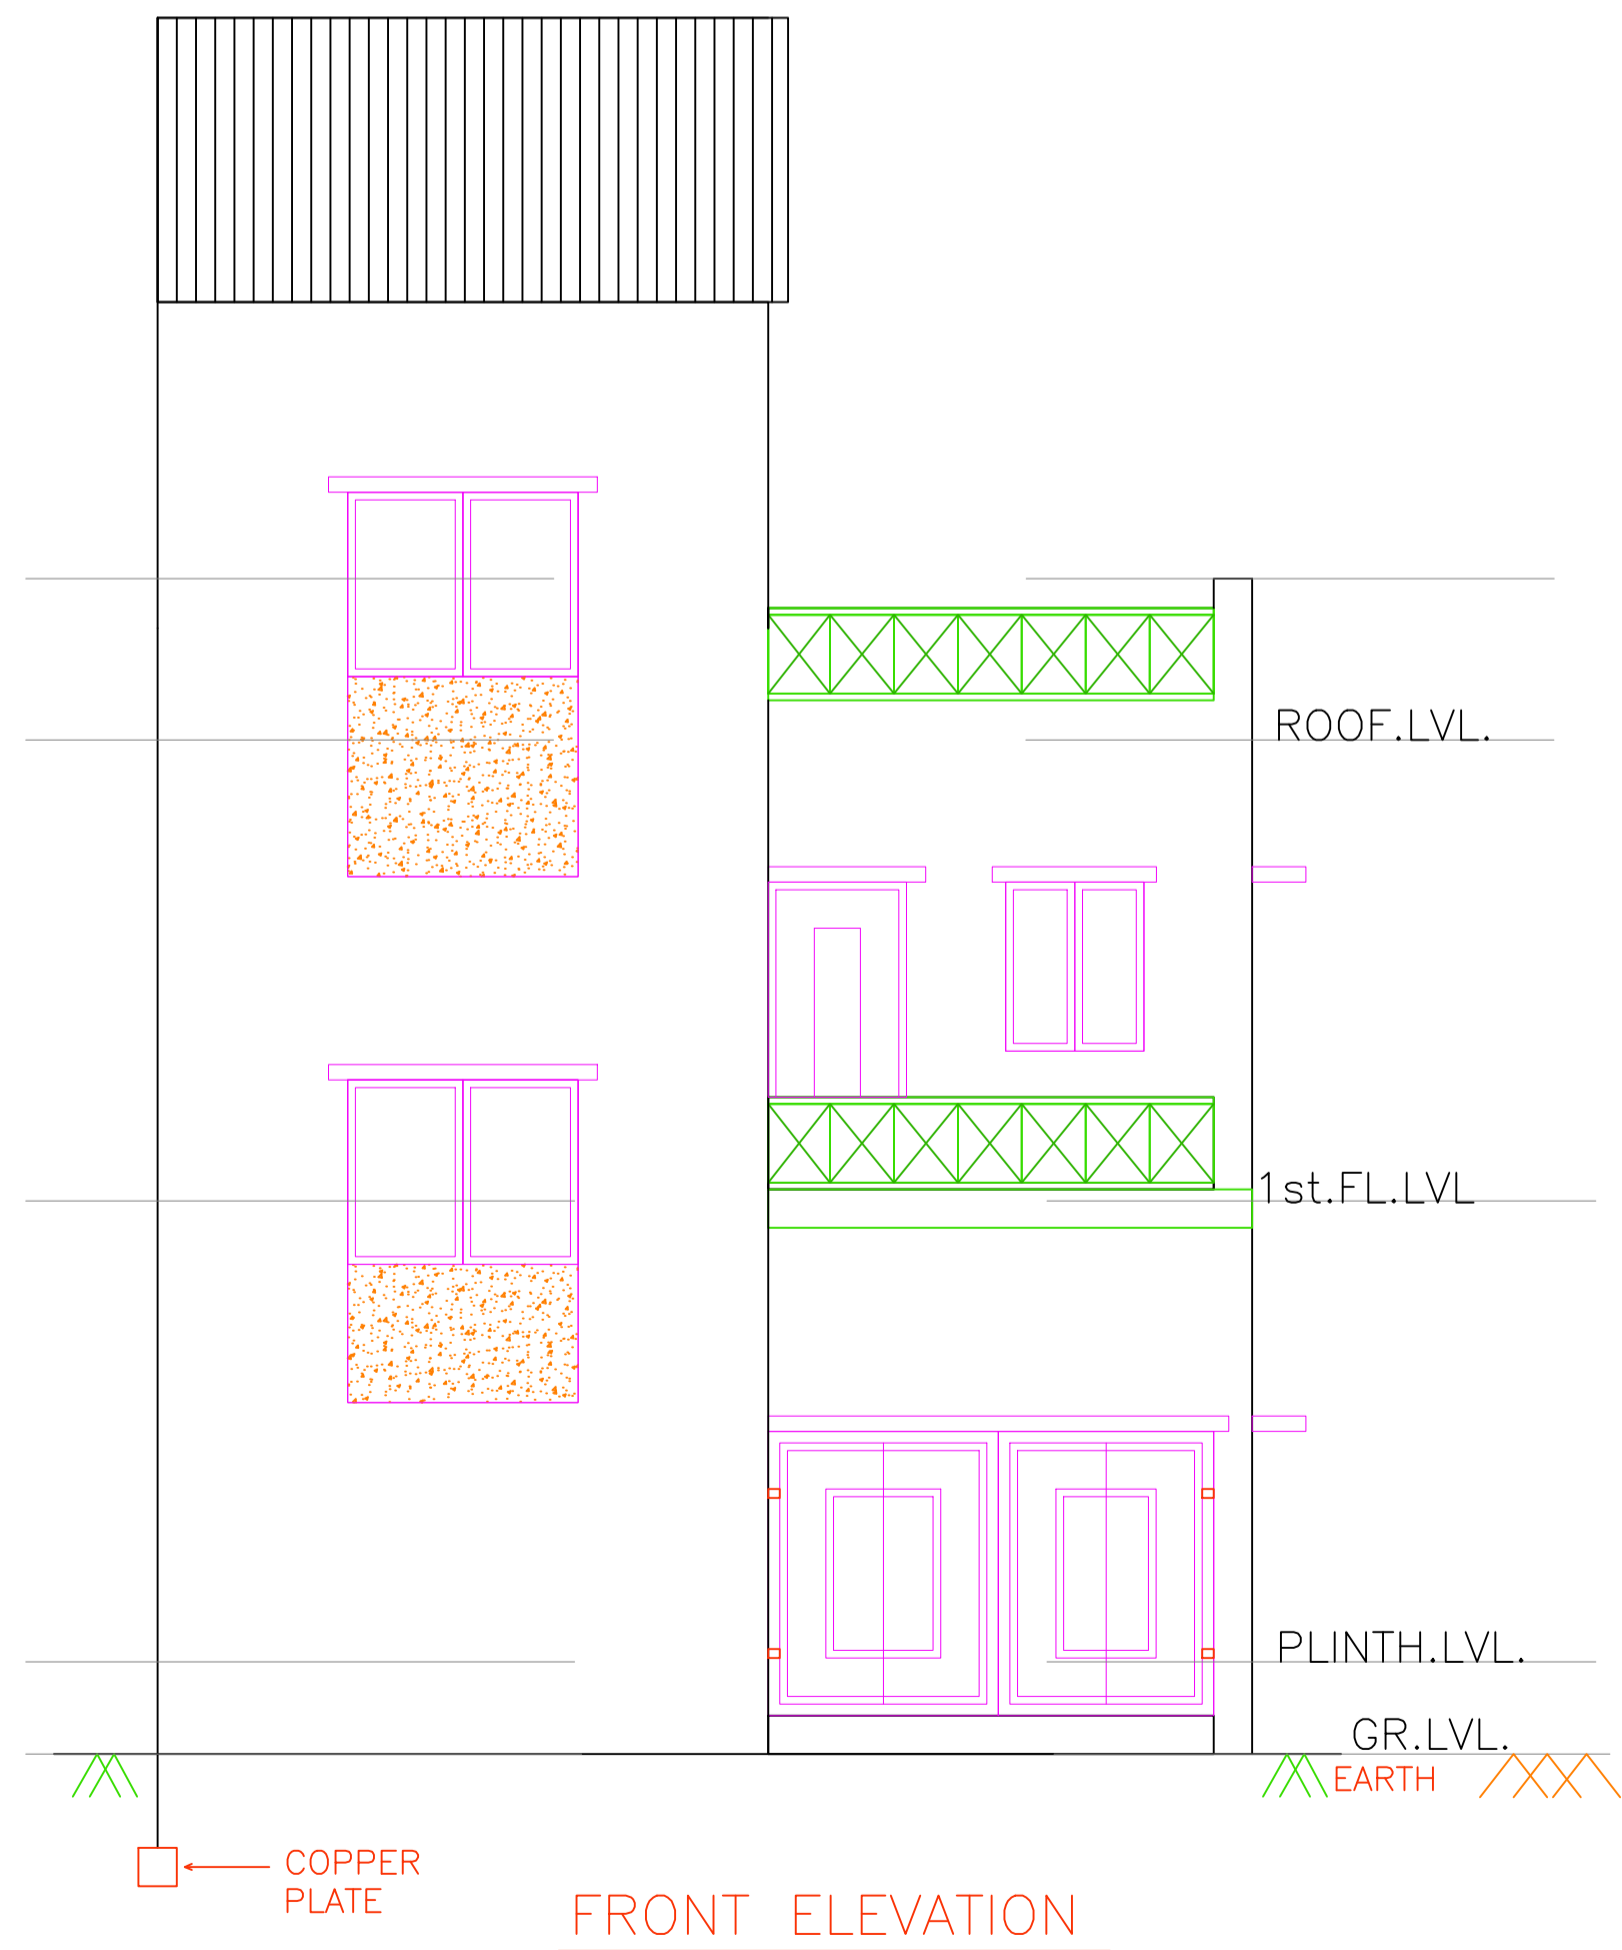 ROOF.LVL.
1st.FL.LVL
PLINTH.LVL.
GR.LVL.
EARTH
COPPER
PLATE
FRONT ELEVATION